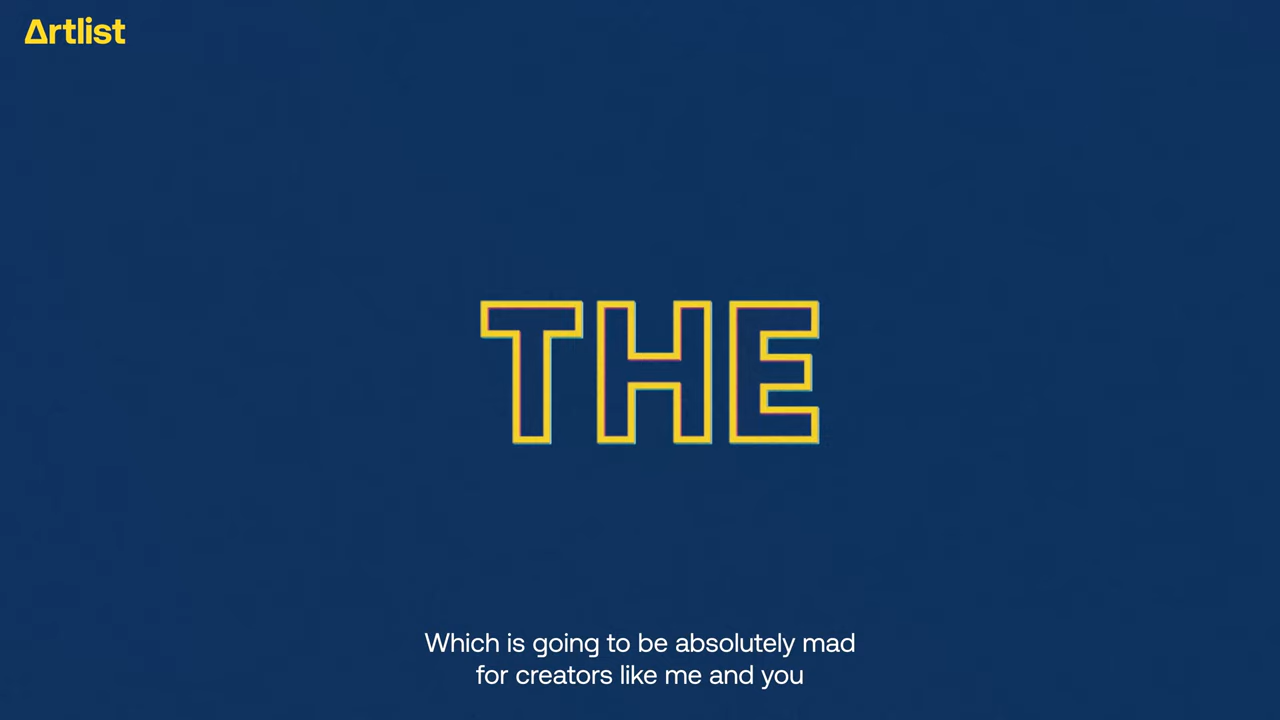 Artlist
THE
Which is going to be absolutely mad
for creators like me and you